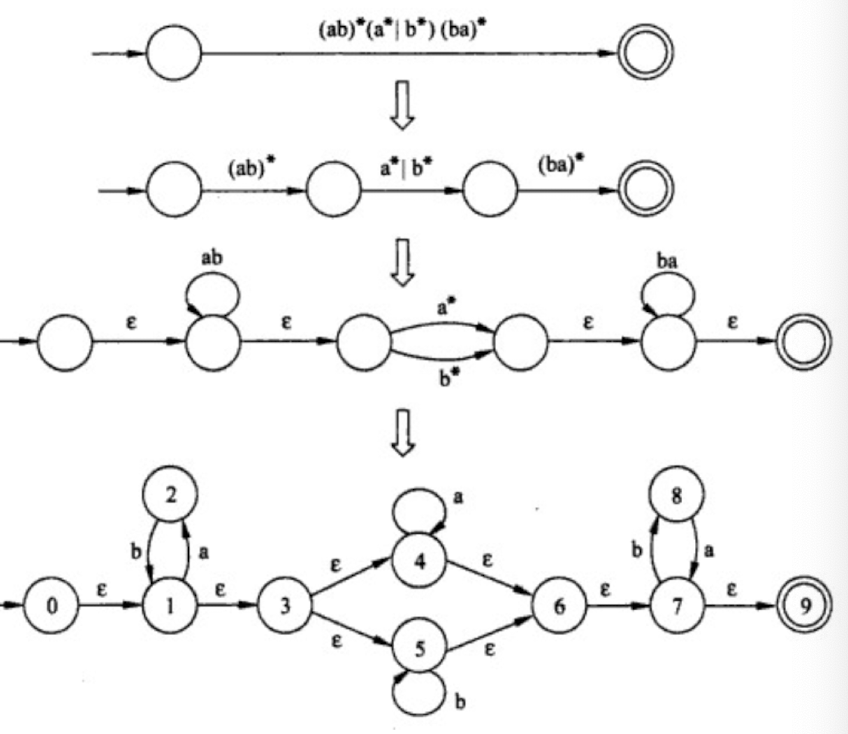 (ab)*(a*|b*)(ba)*
(ab)* a*|b* (ba)*
ab ba
ε ε a* ε ε
b*
2 a 8
b a ε 4 ε b a
0 ε 1 ε 3 6 ε 7 ε 9
ε 5 ε
b